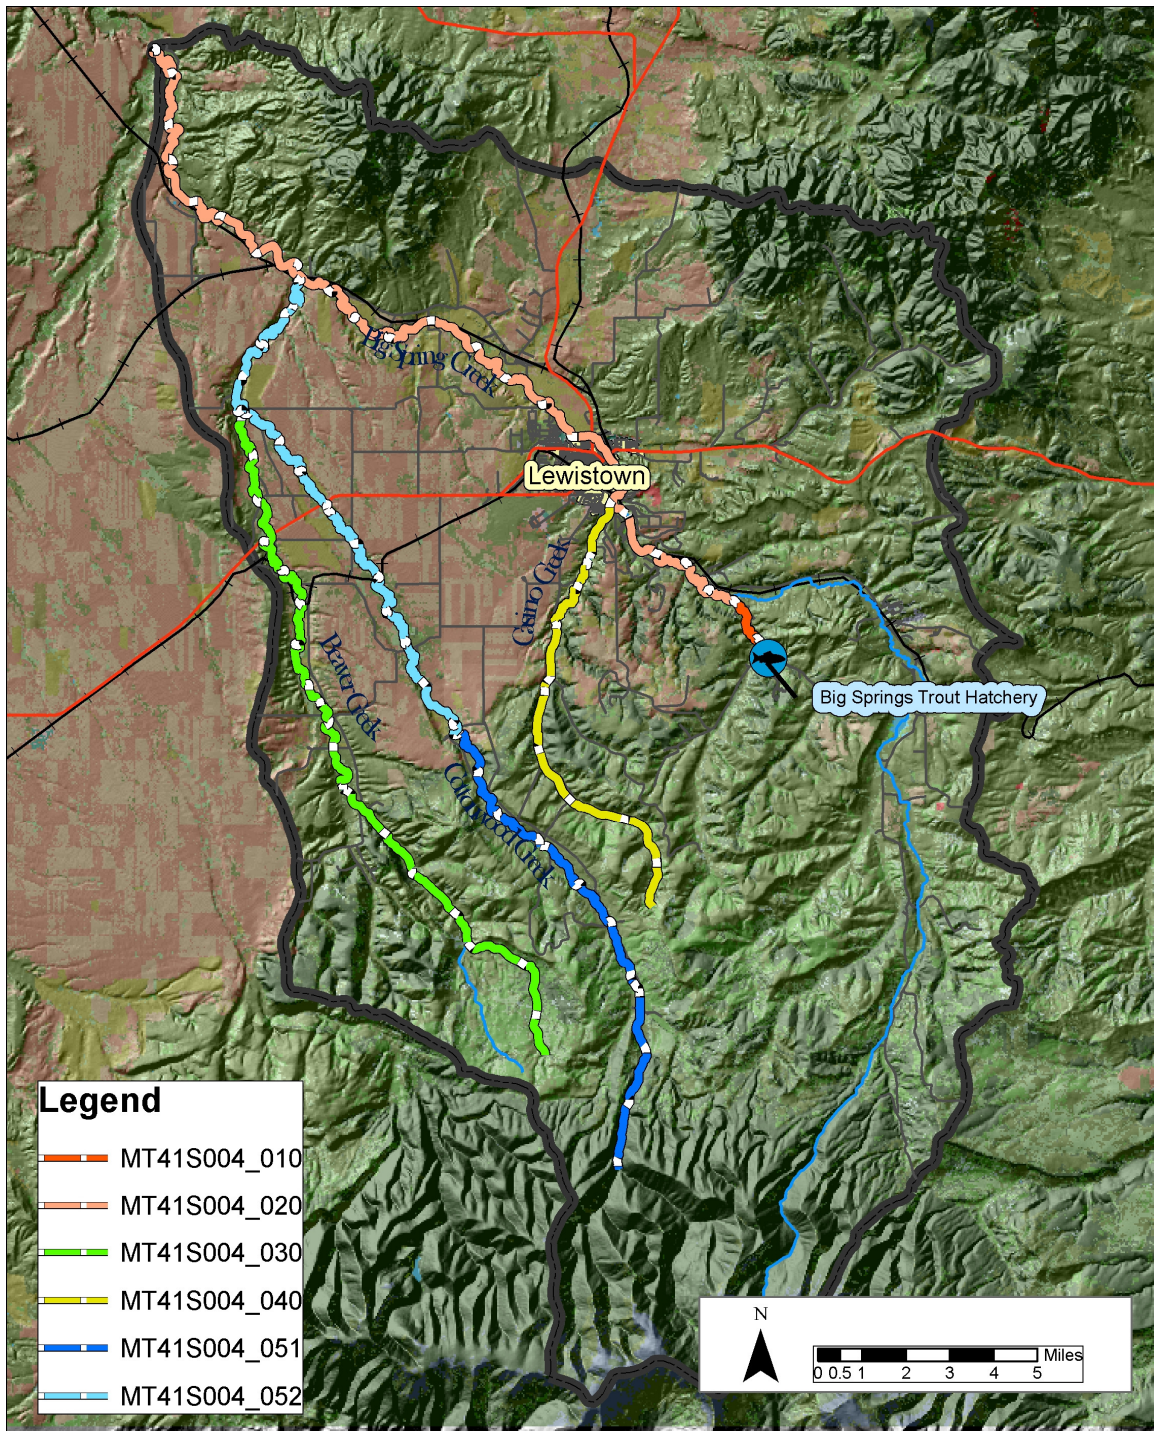 Big Spring Creek
Lewistown
Casino Creek
Big Springs Trout Hatchery
Beaver Creek
Cottonwood Creek
Legend
MT41S004_010
MT41S004_020
MT41S004_030
MT41S004_040
MT41S004_051
MT41S004_052
N
Miles
0 0.5 1 2 3 4 5